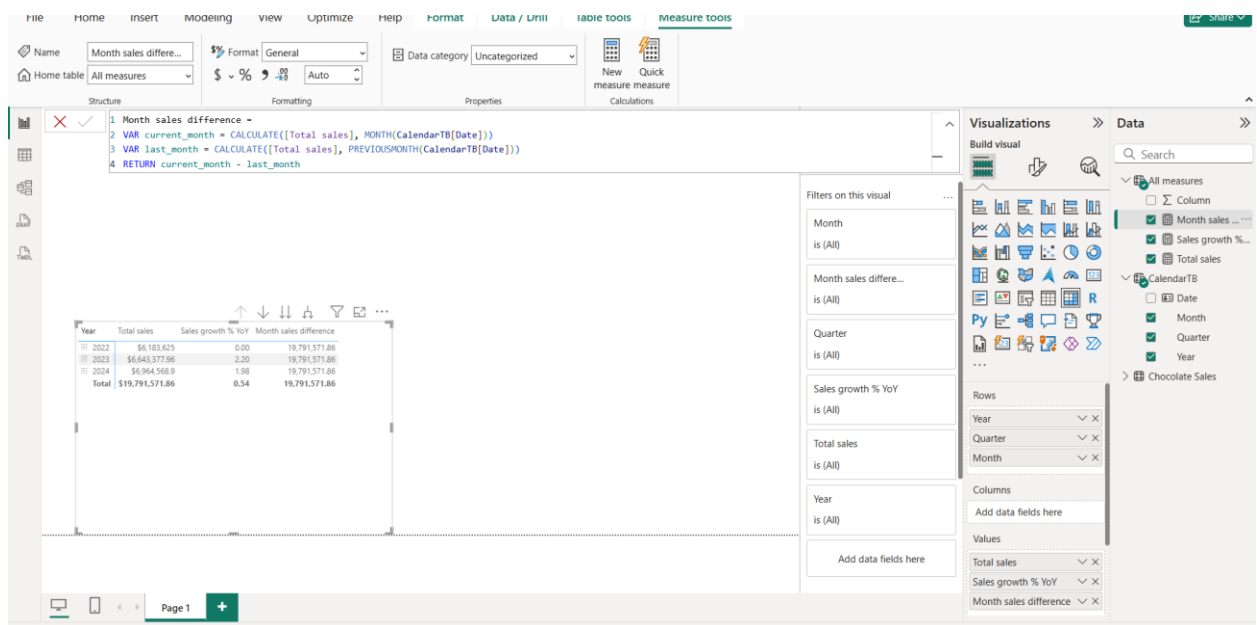 File Home Insert Modeling View Optimize Help Format Data / Drill Table tools Measure tools Share
Name Month sales differe...
Home table All measures
Structure
$% Format General
$ % 9 Auto
Formatting
Data category Uncategorized
Properties
New measure
Quick measure
Calculations
1 Month sales difference =
2 VAR current_month = CALCULATE([Total sales], MONTH(CalendarTB[Date]))
3 VAR last_month = CALCULATE([Total sales], PREVIOUSMONTH(CalendarTB[Date]))
4 RETURN current_month - last_month
Year Total sales Sales growth % YoY Month sales difference
2022 $6,183,625 0.00 19,791,571.86
2023 $6,643,377.96 2.20 19,791,571.86
2024 $6,964,568.9 1.98 19,791,571.86
Total $19,791,571.86 0.54 19,791,571.86
Filters on this visual ...
Month
is (All)
Month sales differe...
is (All)
Quarter
is (All)
Sales growth % YoY
is (All)
Total sales
is (All)
Year
is (All)
Add data fields here
Visualizations
Build visual
123
R
Py
...
Rows
Year
Quarter
Month
Columns
Add data fields here
Values
Total sales
Sales growth % YoY
Month sales difference
Data
Search
All measures
Column
Month sales ... ...
Sales growth %...
Total sales
CalendarTB
Date
Month
Quarter
Year
Chocolate Sales
DAX
TMDL
Page 1